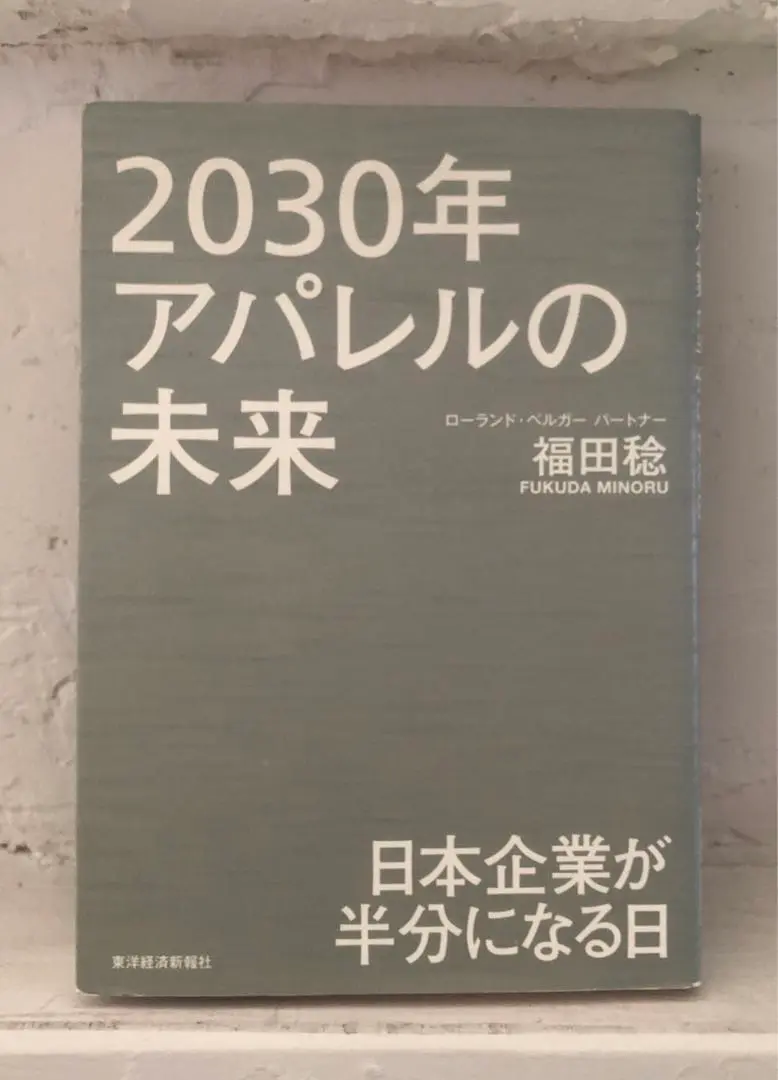 2030年
アパレルの
未来
ローランド・ベルガー パートナー
福田稔
FUKUDA MINORU
日本企業が
半分になる日
東洋経済新報社